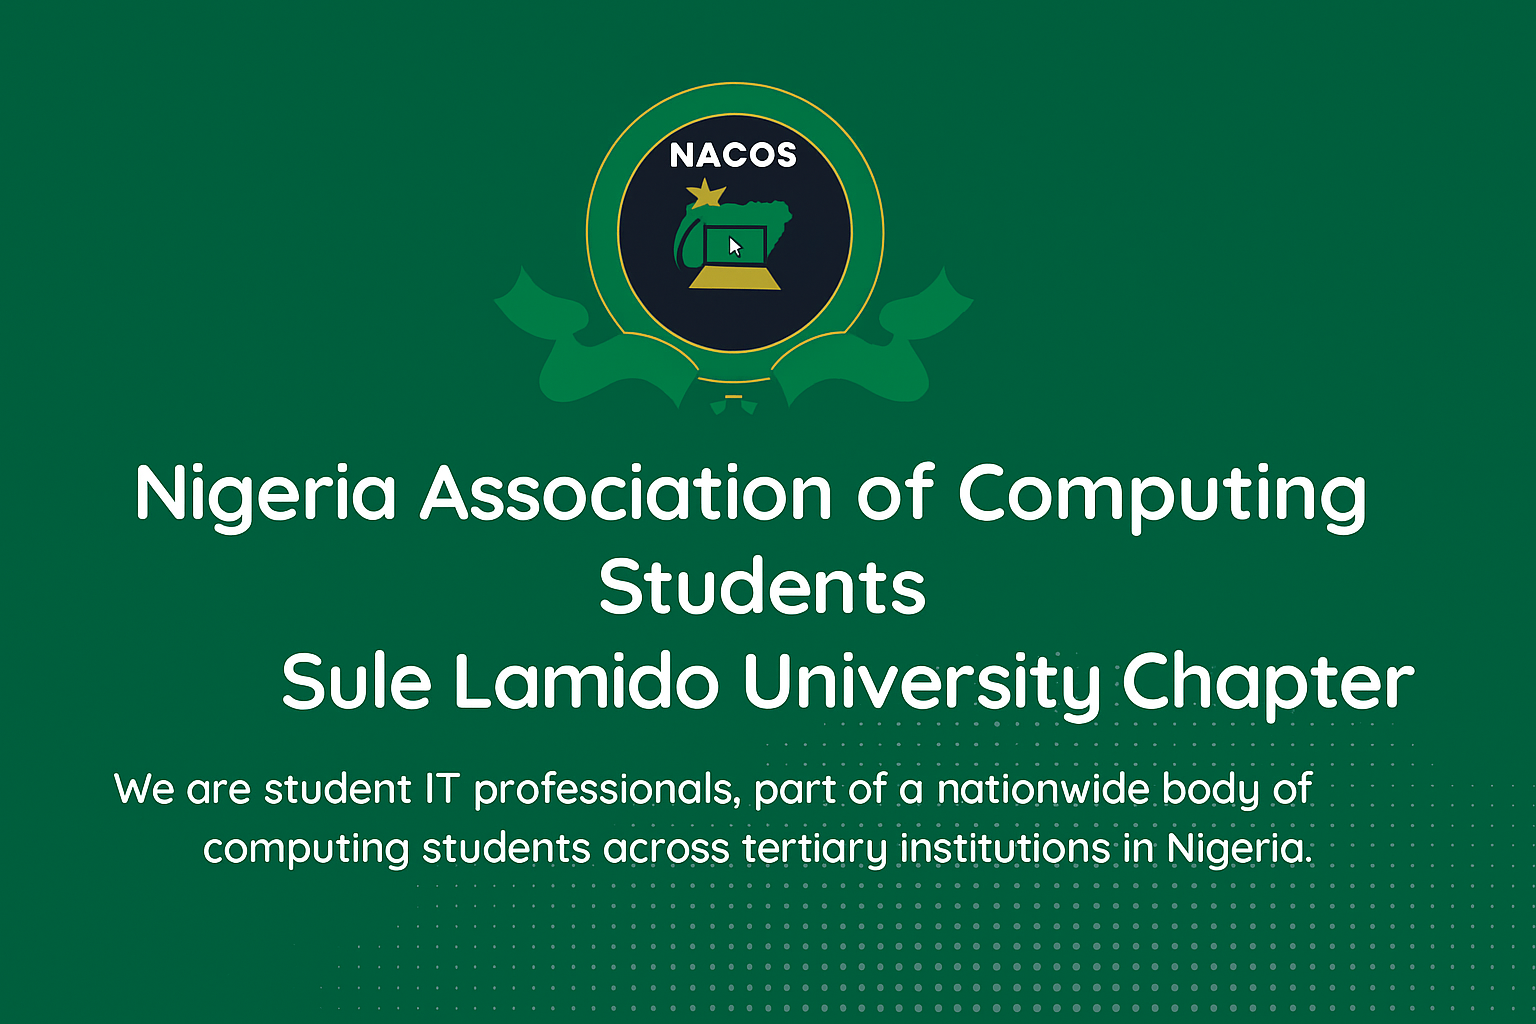 NACOS
Nigeria Association of Computing
Students
Sule Lamido University Chapter
We are student IT professionals, part of a nationwide body of
computing students across tertiary institutions in Nigeria.